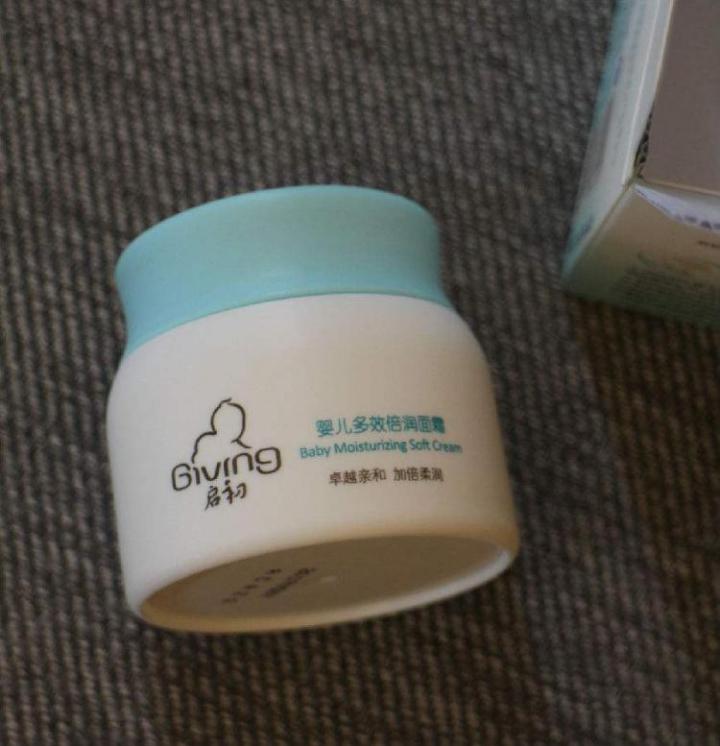 Giving
启初
婴儿多效倍润面霜
Baby Moisturizing Soft Cream
卓越亲和 加倍柔润